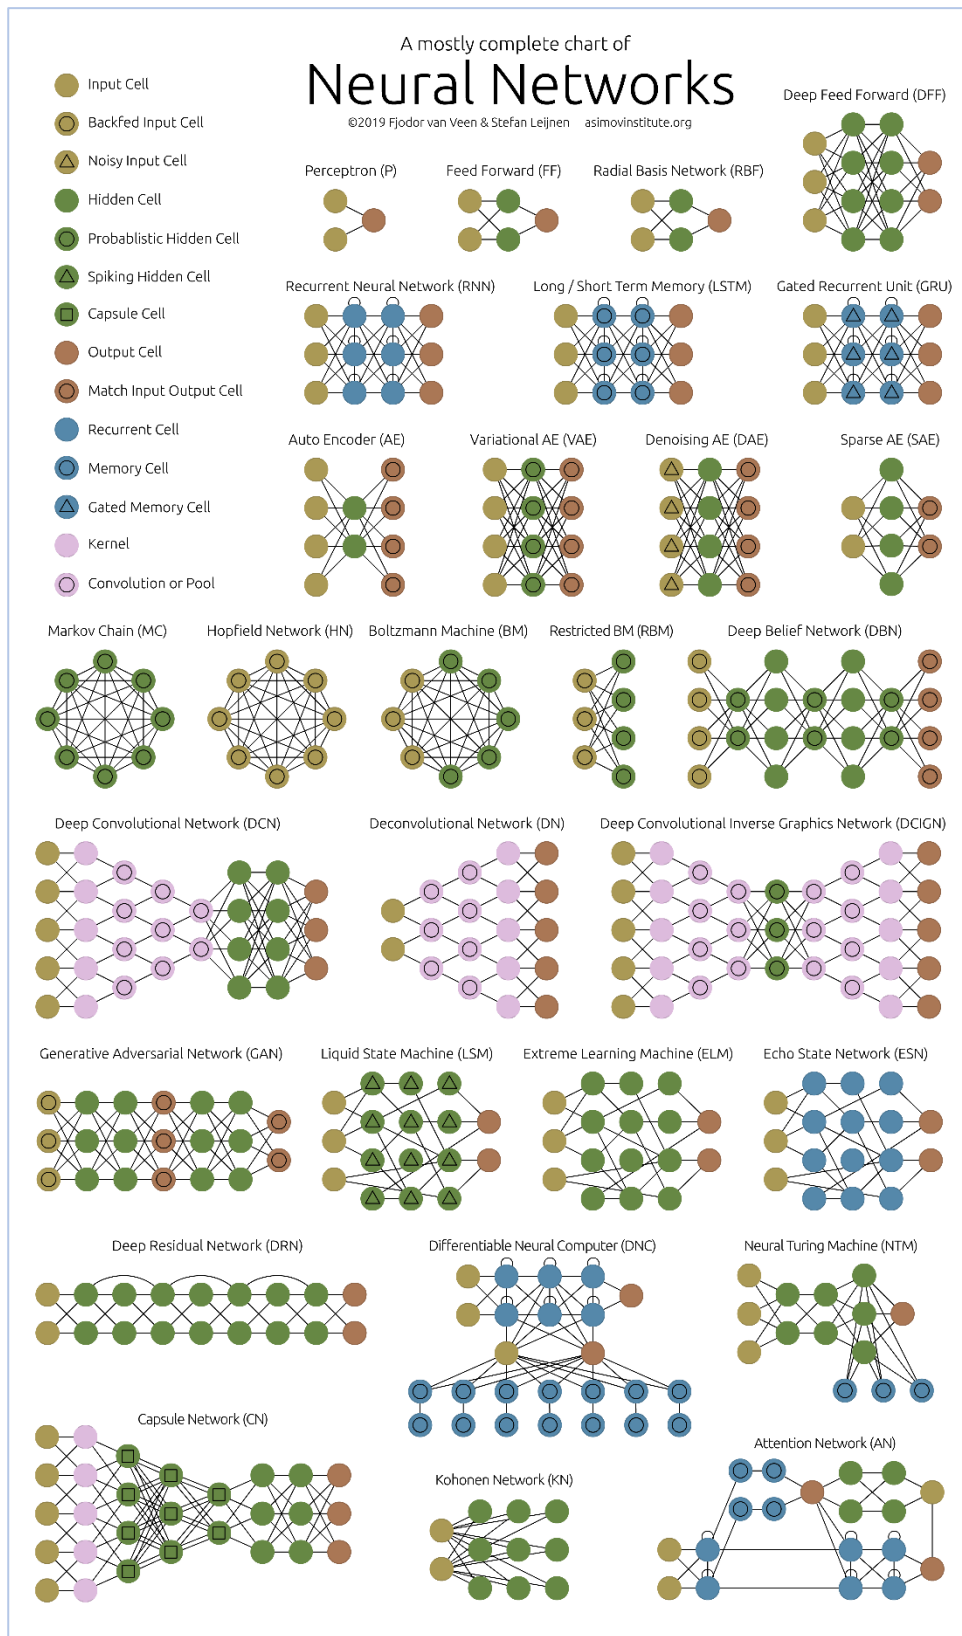 A mostly complete chart of
Neural Networks
©2019 Fjodor van Veen & Stefan Leijnen asimovinstitute.org
Input Cell
Backfed Input Cell
Noisy Input Cell
Hidden Cell
Probablistic Hidden Cell
Spiking Hidden Cell
Capsule Cell
Output Cell
Match Input Output Cell
Recurrent Cell
Memory Cell
Gated Memory Cell
Kernel
Convolution or Pool
Deep Feed Forward (DFF)
Perceptron (P)
Feed Forward (FF)
Radial Basis Network (RBF)
Recurrent Neural Network (RNN)
Long / Short Term Memory (LSTM)
Gated Recurrent Unit (GRU)
Auto Encoder (AE)
Variational AE (VAE)
Denoising AE (DAE)
Sparse AE (SAE)
Markov Chain (MC)
Hopfield Network (HN)
Boltzmann Machine (BM)
Restricted BM (RBM)
Deep Belief Network (DBN)
Deep Convolutional Network (DCN)
Deconvolutional Network (DN)
Deep Convolutional Inverse Graphics Network (DCIGN)
Generative Adversarial Network (GAN)
Liquid State Machine (LSM)
Extreme Learning Machine (ELM)
Echo State Network (ESN)
Deep Residual Network (DRN)
Differentiable Neural Computer (DNC)
Neural Turing Machine (NTM)
Capsule Network (CN)
Kohonen Network (KN)
Attention Network (AN)